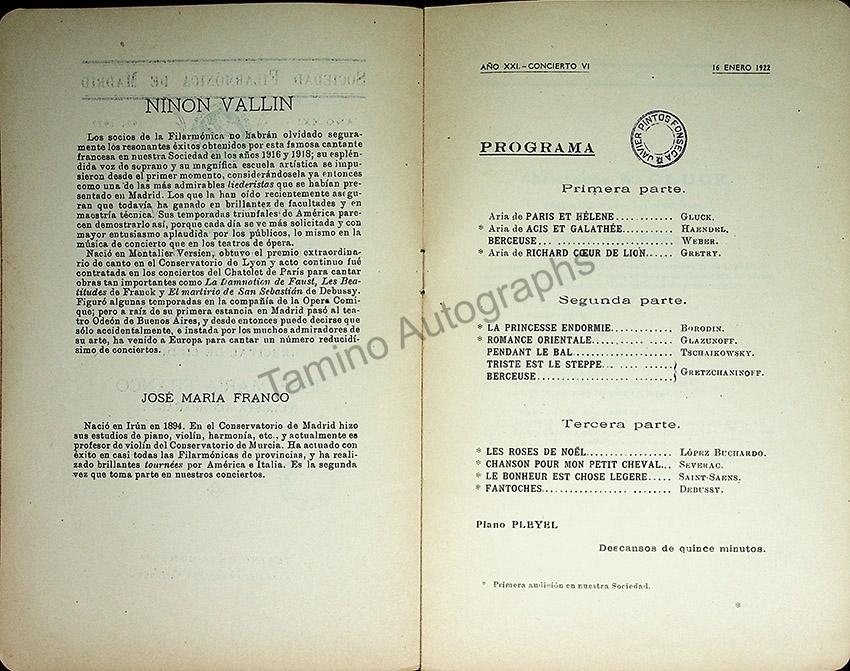 NINON VALLIN
Los socios de la Filarmónica no habrán olvidado segura-
mente los resonantes éxitos obtenidos por esta famosa cantante
francesa en nuestra Sociedad en los años 1916 y 1918; su esplén-
dida voz de soprano y su magnífica escuela artística se impu-
sieron desde el primer momento, considerándosela ya entonces
como una de las más admirables liederistas que se habían pre-
sentado en Madrid. Los que la han oído recientemente asegu-
ran que todavía ha ganado en brillantez de facultades y en
maestría técnica. Sus temporadas triunfales de América pare-
cen demostrarlo así, porque cada día se ve más solicitada y con
mayor entusiasmo aplaudida por los públicos, lo mismo en la
música de concierto que en los teatros de ópera.
Nació en Montalier Versien, obtuvo el premio extraordina-
rio de canto en el Conservatorio de Lyon y acto continuo fué
contratada en los conciertos del Chatelet de París para cantar
obras tan importantes como La Damnation de Faust, Les Bea-
titudes de Franck y El martirio de San Sebastián de Debussy.
Figuró algunas temporadas en la compañía de la Opera Comi-
que; pero a raíz de su primera estancia en Madrid pasó al tea-
tro Odeón de Buenos Aires, y desde entonces puede decirse que
sólo accidentalmente, e instada por los muchos admiradores de
su arte, ha venido a Europa para cantar un número reducidí-
simo de conciertos.
JOSÉ MARÍA FRANCO
Nació en Irún en 1894. En el Conservatorio de Madrid hizo
sus estudios de piano, violín, harmonía, etc., y actualmente es
profesor de violín del Conservatorio de Murcia. Ha actuado con
éxito en casi todas las Filarmónicas de provincias, y ha reali-
zado brillantes tournées por América e Italia. Es la segunda
vez que toma parte en nuestros conciertos.
AÑO XXI.-CONCIERTO VI 16 ENERO 1922
JAVIER PINTOS FONSECA
PROGRAMA
Primera parte.
Aria de PARIS ET HÉLENE........... GLUCK.
* Aria de ACIS ET GALATHÉE.......... HAENDEL.
BERCEUSE... .................... WEBER.
* Aria de RICHARD CŒUR DE LION...... GRETRY.
Segunda parte.
* LA PRINCESSE ENDORMIE............ BORODIN.
* ROMANCE ORIENTALE................ GLAZUNOFF.
PENDANT LE BAL................... TSCHAIKOWSKY.
TRISTE EST LE STEPPE... .........
BERCEUSE........................ } GRETZCHANINOFF.
Tercera parte.
* LES ROSES DE NOËL................ LÓPEZ BUCHARDO.
* CHANSON POUR MON PETIT CHEVAL... SEVERAC.
* LE BONHEUR EST CHOSE LEGERE..... SAINT-SAENS.
* FANTOCHES.............. ........ DEBUSSY.
Piano PLEYEL
Descansos de quince minutos.
* Primera audición en nuestra Sociedad.
*
Tamino Autographs